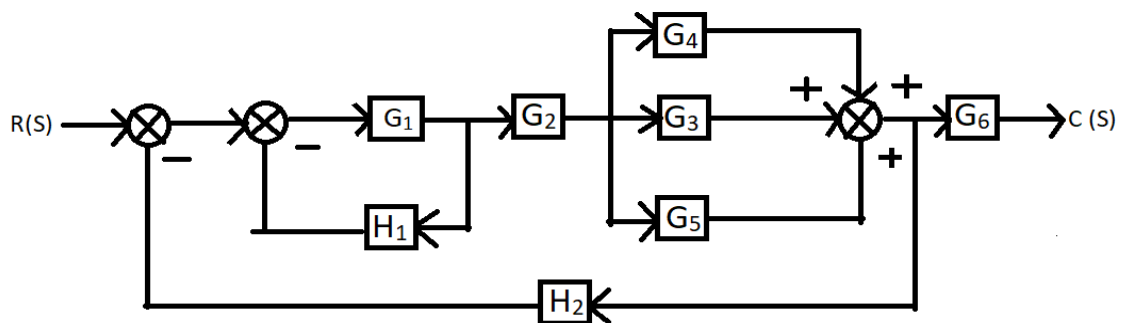 G4
+ +
R(S) G1 G2 G3 G6 C (S)
− − +
H1 G5
H2